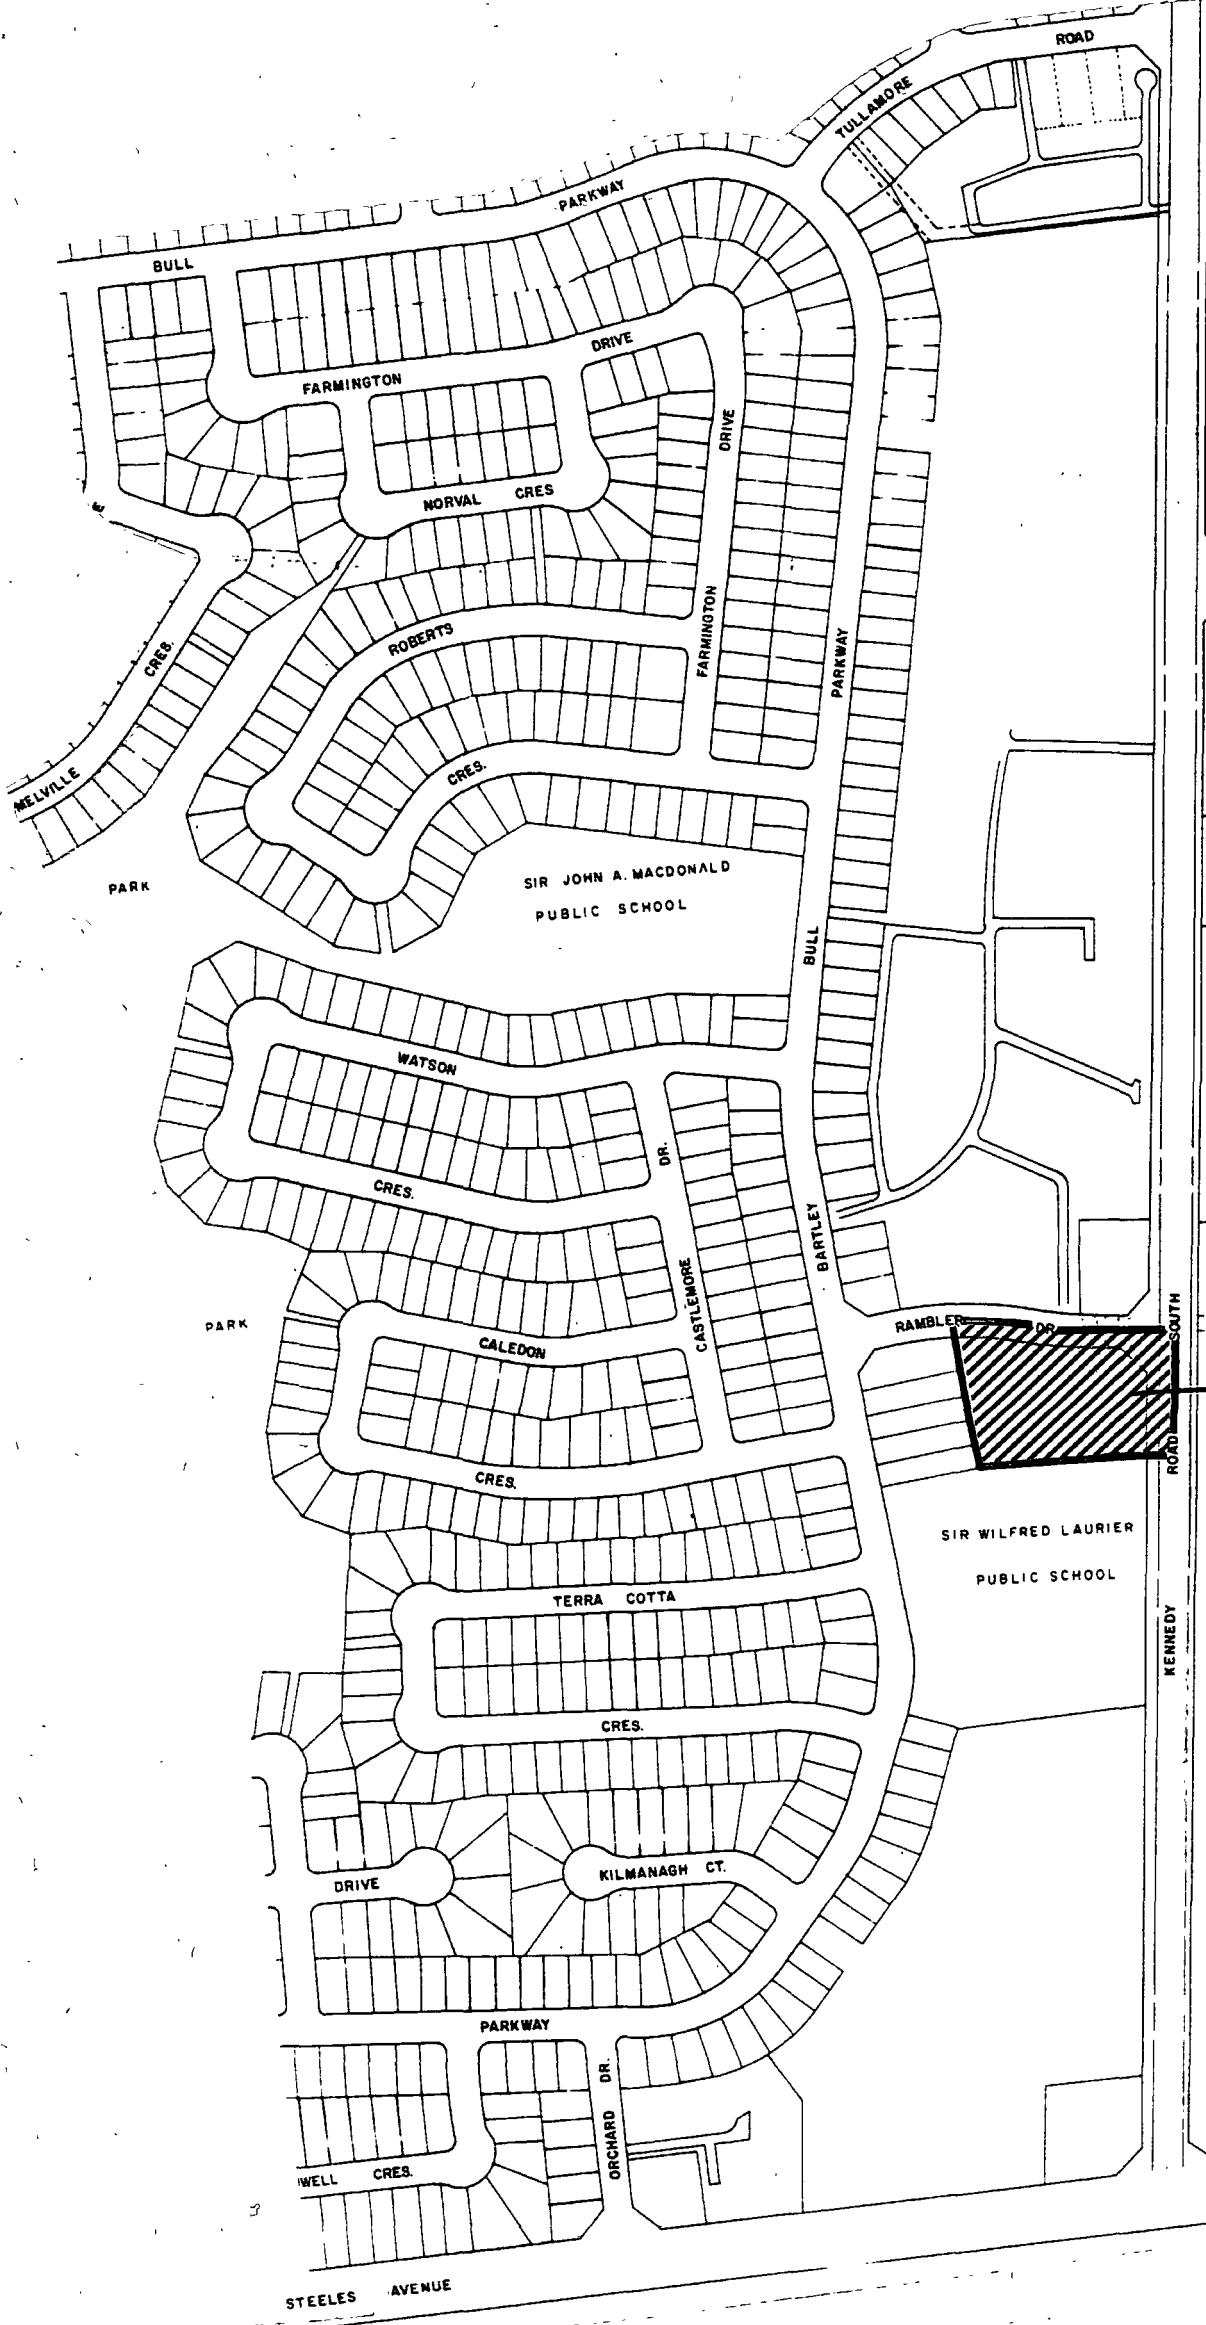 ROAD
TULLAMORE
PARKWAY
BULL
DRIVE
FARMINGTON
DRIVE
NORVAL CRES
FARMINGTON
ROBERTS
CRES.
PARKWAY
CRES.
MELVILLE
PARK
SIR JOHN A. MACDONALD
PUBLIC SCHOOL
BULL
WATSON
DR.
CRES.
BARTLEY
CASTLEMORE
PARK
RAMBLER DR.
SOUTH
CALEDON
ROAD
CRES.
SIR WILFRED LAURIER
PUBLIC SCHOOL
TERRA COTTA
KENNEDY
CRES.
KILMANAGH CT.
DRIVE
PARKWAY
DR.
ORCHARD
WELL CRES.
STEELES AVENUE